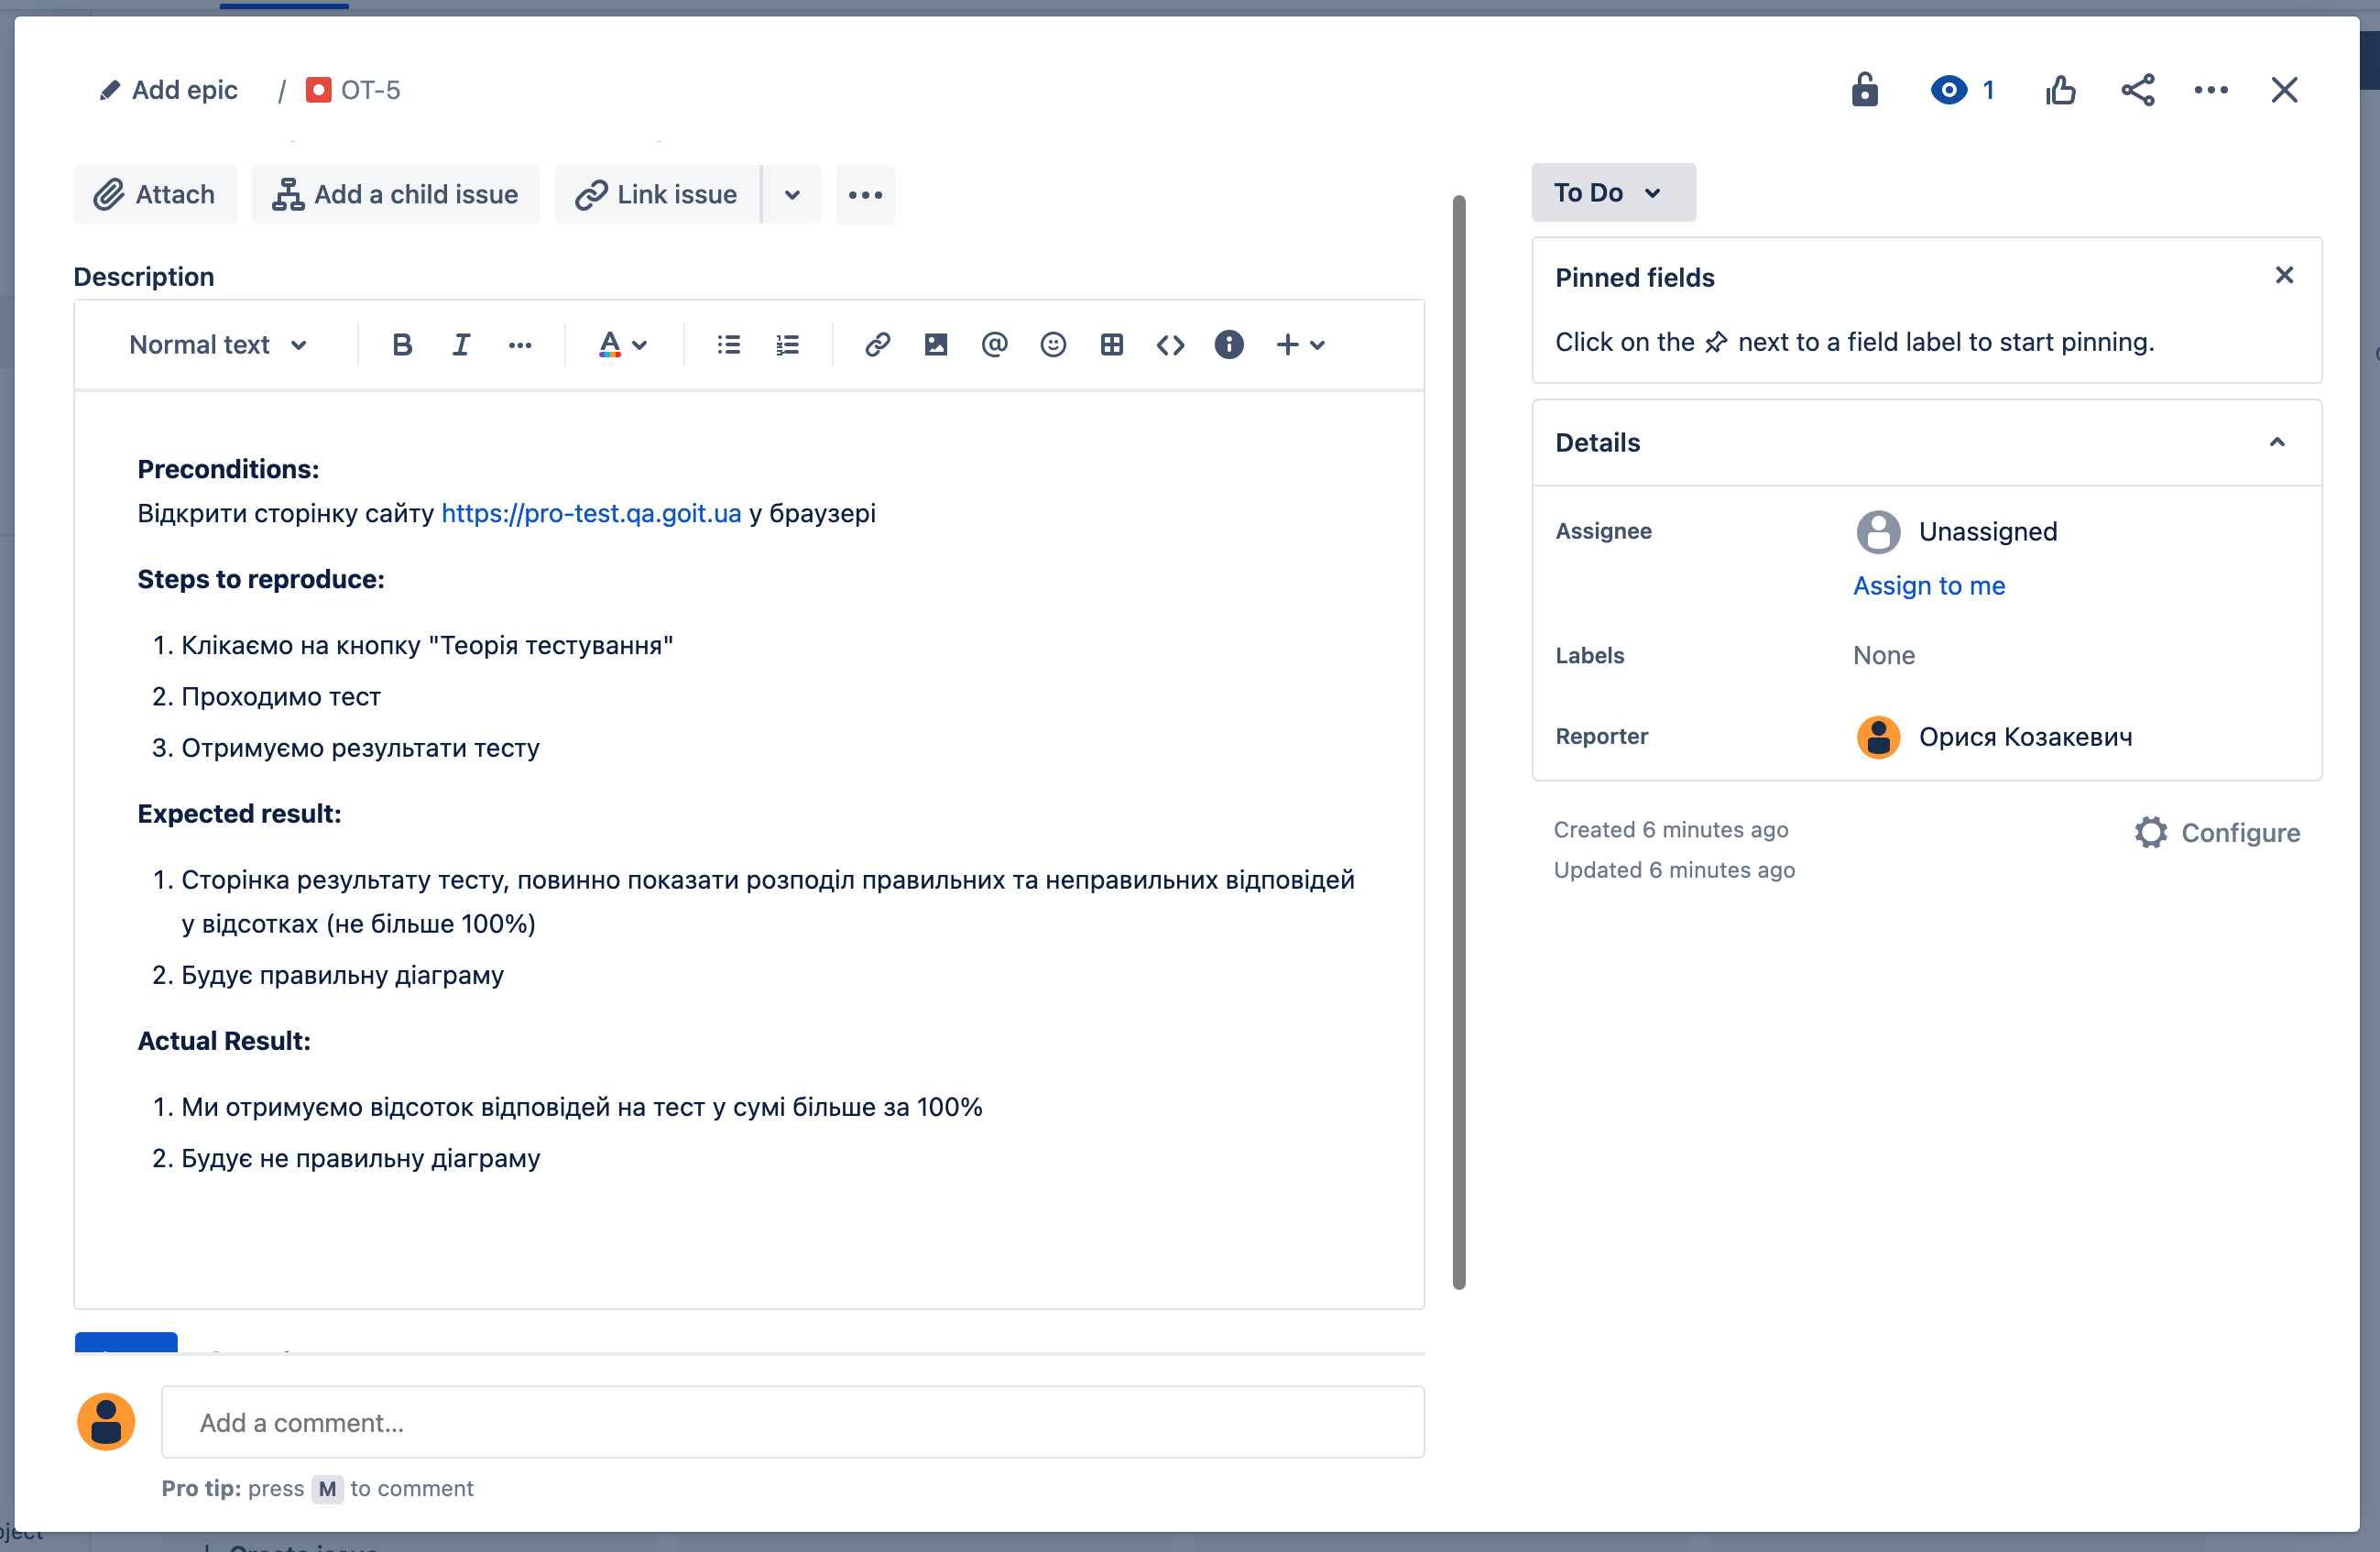 Add epic / OT-5
1
Attach
Add a child issue
Link issue
To Do
Pinned fields
Click on the next to a field label to start pinning.
Description
Normal text
B I ... A
Details
Preconditions:
Відкрити сторінку сайту https://pro-test.qa.goit.ua у браузері
Steps to reproduce:
1. Клікаємо на кнопку "Теорія тестування"
2. Проходимо тест
3. Отримуємо результати тесту
Expected result:
1. Сторінка результату тесту, повинно показати розподіл правильних та неправильних відповідей
у відсотках (не більше 100%)
2. Будує правильну діаграму
Actual Result:
1. Ми отримуємо відсоток відповідей на тест у сумі більше за 100%
2. Будує не правильну діаграму
Assignee
Unassigned
Assign to me
Labels
None
Reporter
Орися Козакевич
Created 6 minutes ago
Updated 6 minutes ago
Configure
Add a comment...
Pro tip: press M to comment
Create issue